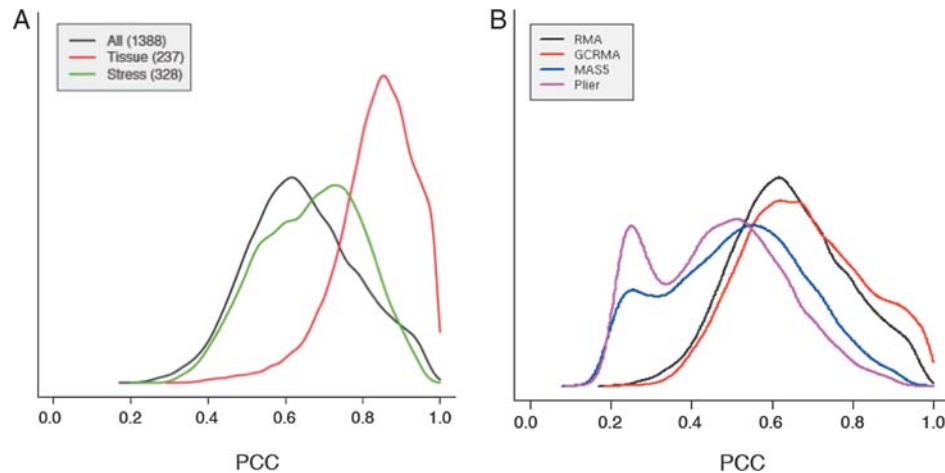 A
All (1388)
Tissue (237)
Stress (328)
0.0 0.2 0.4 0.6 0.8 1.0
PCC
B
RMA
GCRMA
MAS5
Plier
0.0 0.2 0.4 0.6 0.8 1.0
PCC